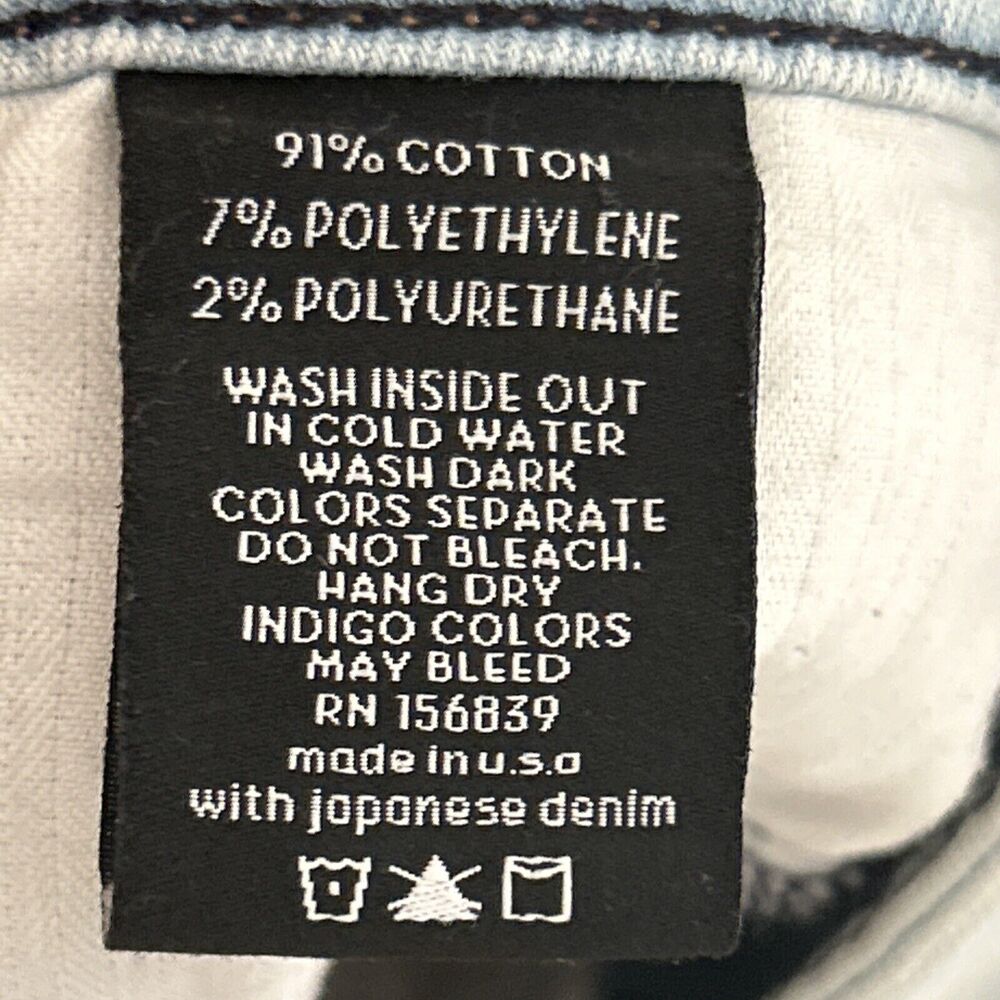 91% COTTON
7% POLYETHYLENE
2% POLYURETHANE
WASH INSIDE OUT
IN COLD WATER
WASH DARK
COLORS SEPARATE
DO NOT BLEACH.
HANG DRY
INDIGO COLORS
MAY BLEED
RN 156839
made in u.s.a
with japanese denim